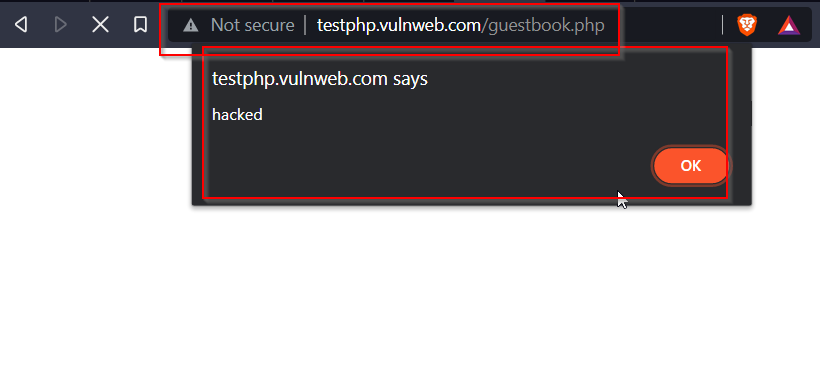 Not secure | testphp.vulnweb.com/guestbook.php
testphp.vulnweb.com says
hacked
OK